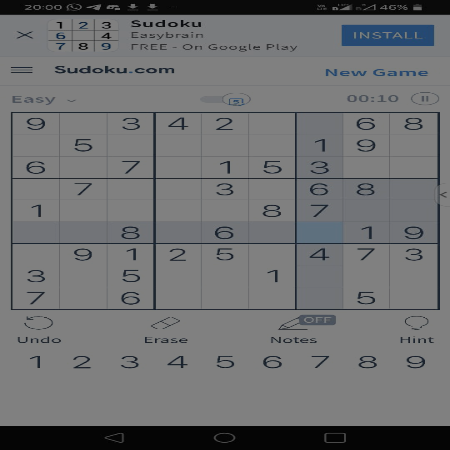 20:00 46%
1 2 3 Sudoku
6 4 Easybrain INSTALL
7 8 9 FREE - On Google Play
Sudoku.com New Game
Easy 00:10
9 3 4 2 6 8
5 1 9
6 7 1 5 3
7 3 6 8
1 8 7
8 6 1 9
9 1 2 5 4 7 3
3 5 1
7 6 5
OFF
Undo Erase Notes Hint
1 2 3 4 5 6 7 8 9